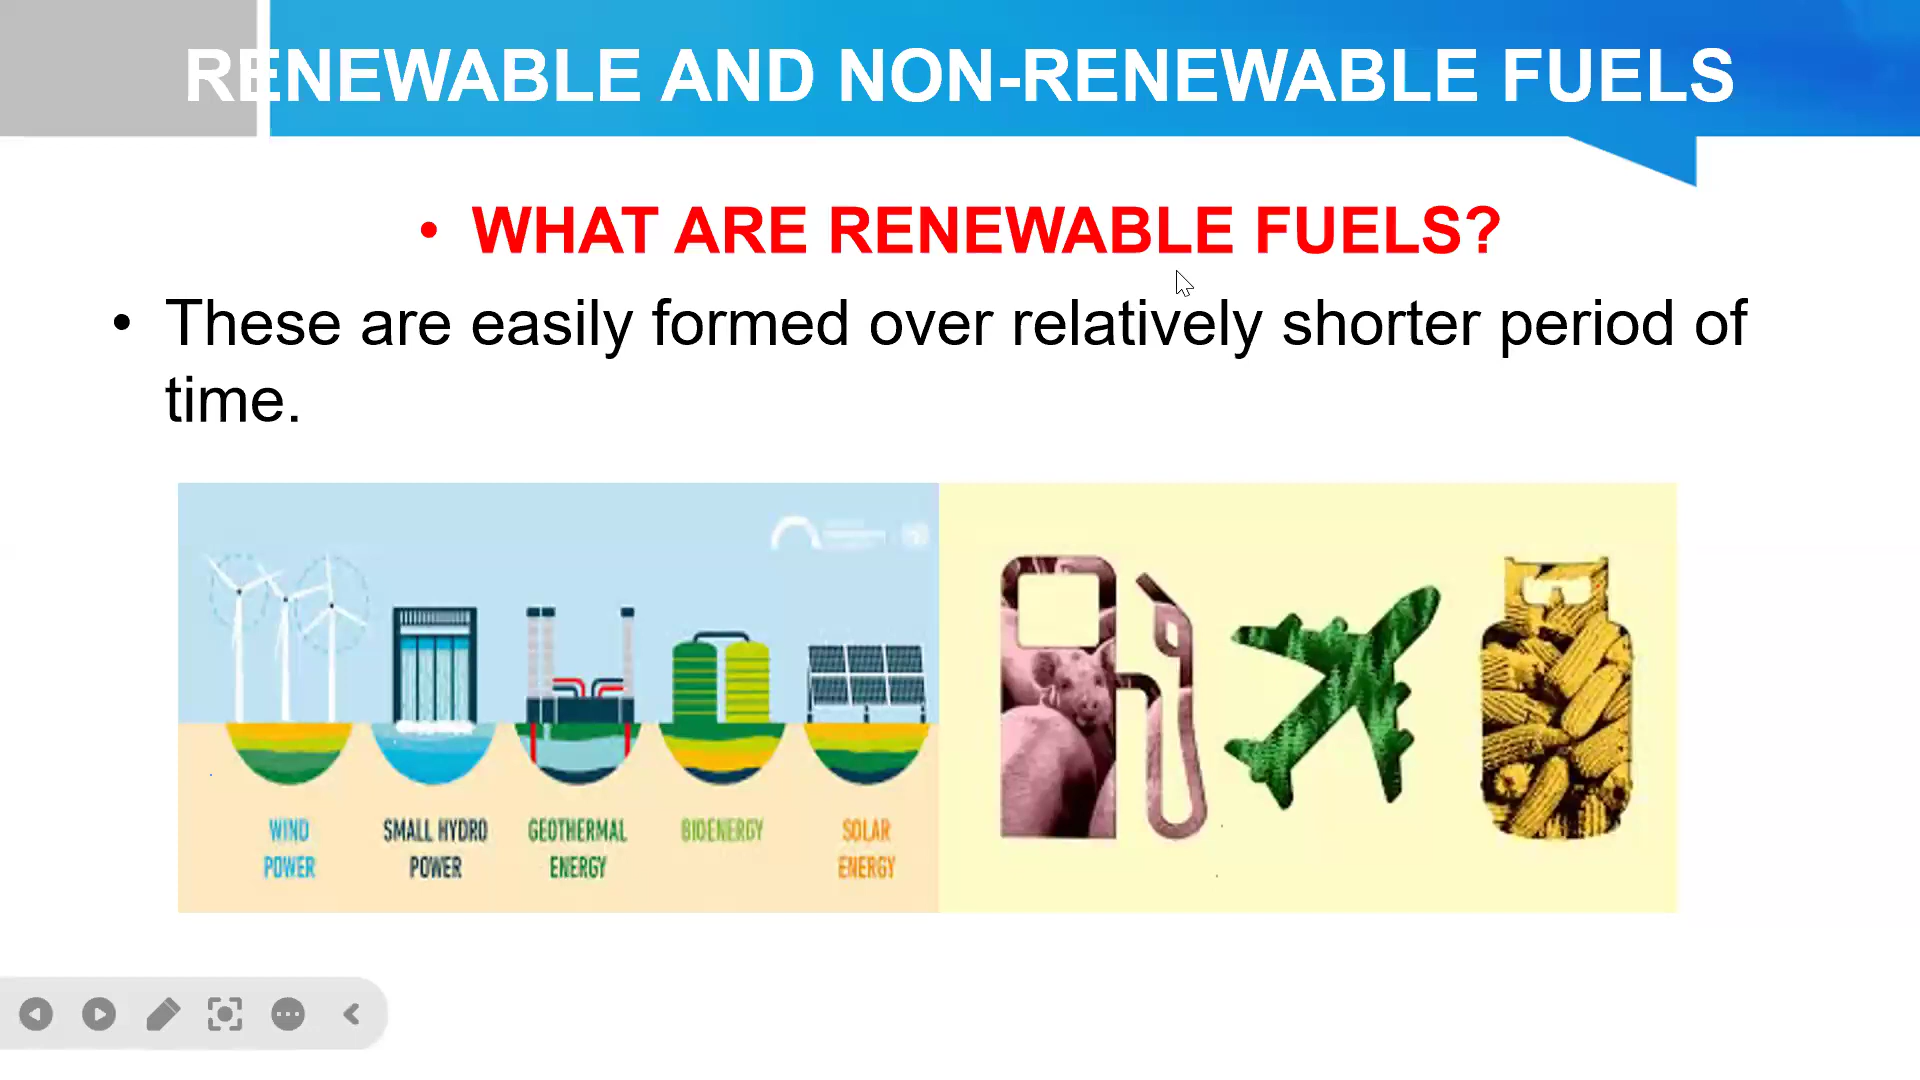 RENEWABLE AND NON-RENEWABLE FUELS
• WHAT ARE RENEWABLE FUELS?
• These are easily formed over relatively shorter period of
time.
WIND
POWER
SMALL HYDRO
POWER
GEOTHERMAL
ENERGY
BIOENERGY
SOLAR
ENERGY